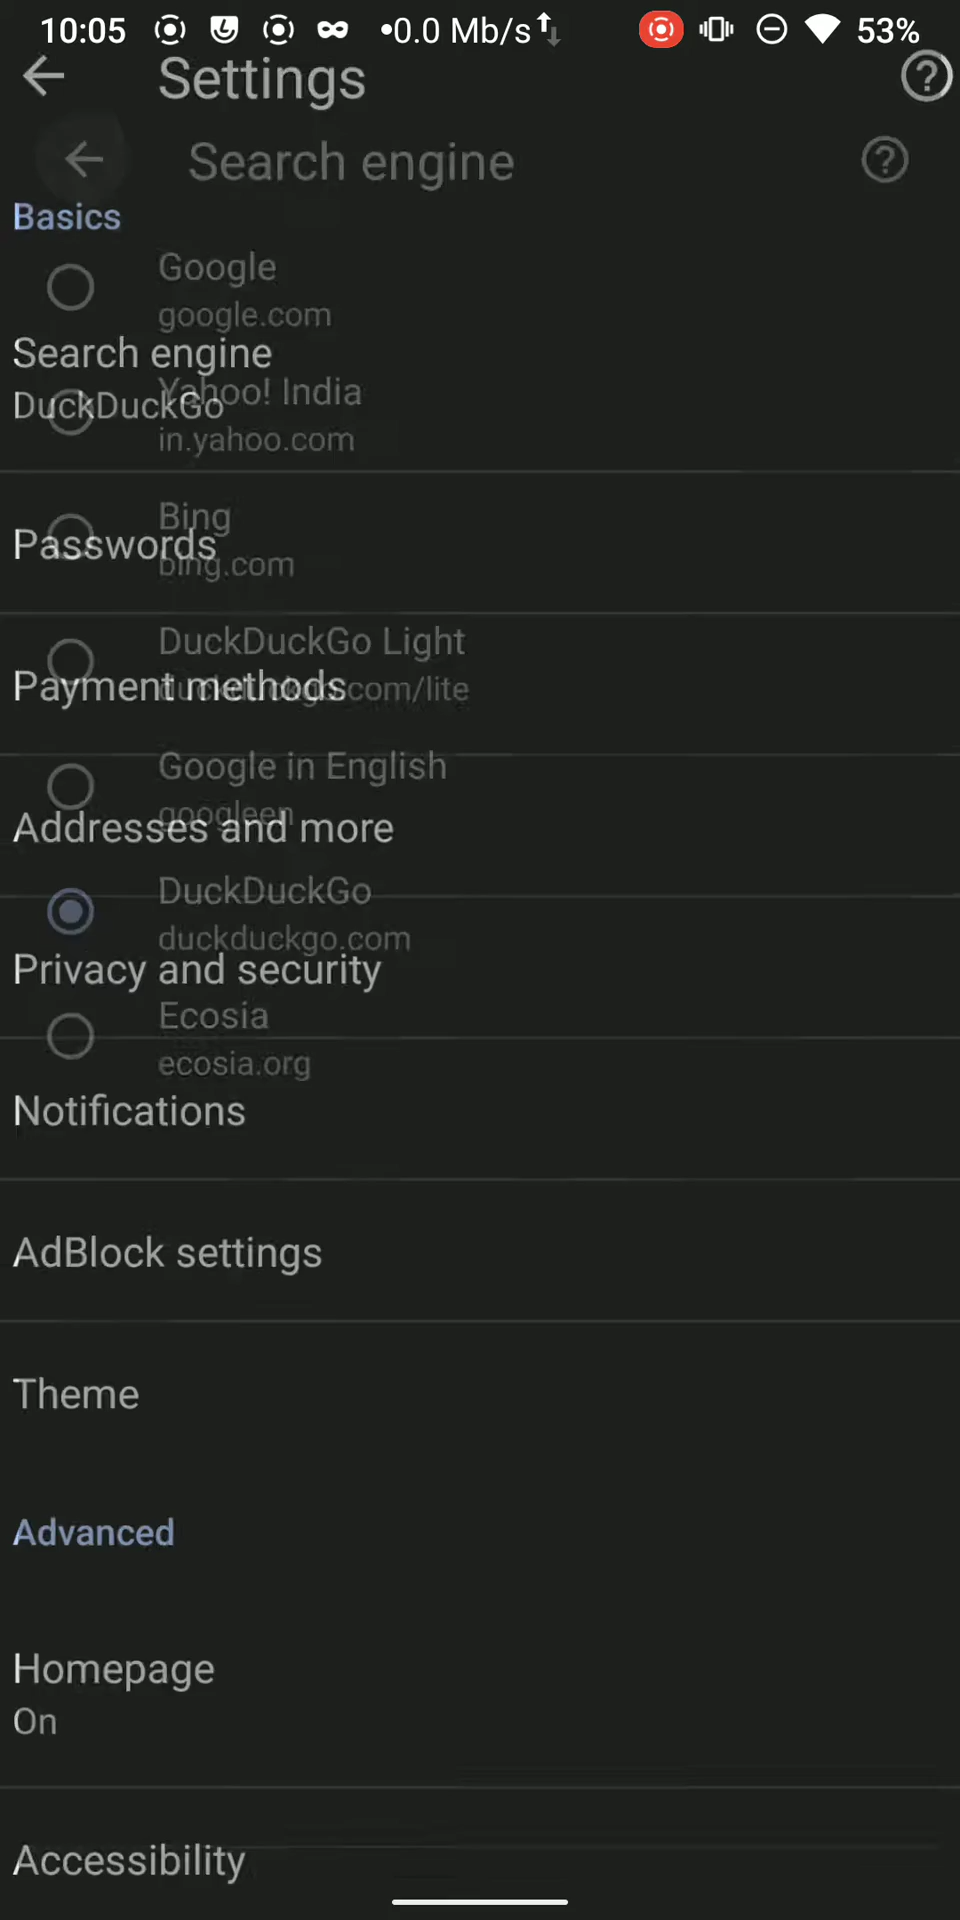 10:05 •0.0 Mb/s 53%
Settings
Search engine
Basics
Google
google.com
Search engine
DuckDuckGo
Yahoo! India
in.yahoo.com
Bing
Passwords
bing.com
DuckDuckGo Light
Payment methods
duckduckgo.com/lite
Google in English
googleen
Addresses and more
DuckDuckGo
duckduckgo.com
Privacy and security
Ecosia
ecosia.org
Notifications
AdBlock settings
Theme
Advanced
Homepage
On
Accessibility